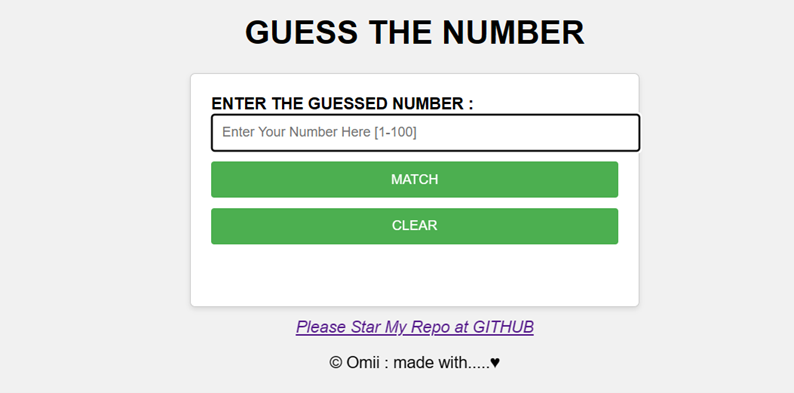 GUESS THE NUMBER
ENTER THE GUESSED NUMBER :
Enter Your Number Here [1-100]
MATCH
CLEAR
Please Star My Repo at GITHUB
© Omii : made with.....♥